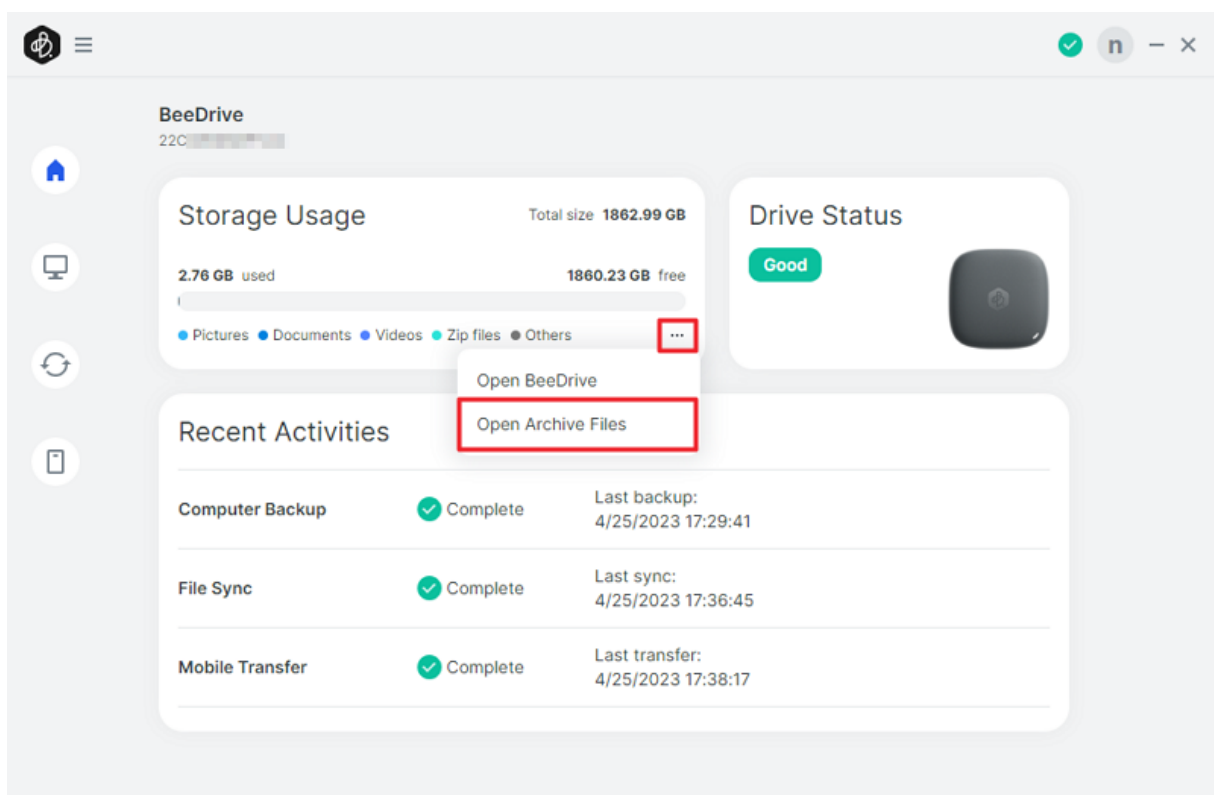 n
BeeDrive
22C
Storage Usage
Total size 1862.99 GB
2.76 GB used
1860.23 GB free
Pictures Documents Videos Zip files Others ...
Open BeeDrive
Open Archive Files
Drive Status
Good
Recent Activities
Computer Backup
Complete
Last backup:
4/25/2023 17:29:41
File Sync
Complete
Last sync:
4/25/2023 17:36:45
Mobile Transfer
Complete
Last transfer:
4/25/2023 17:38:17